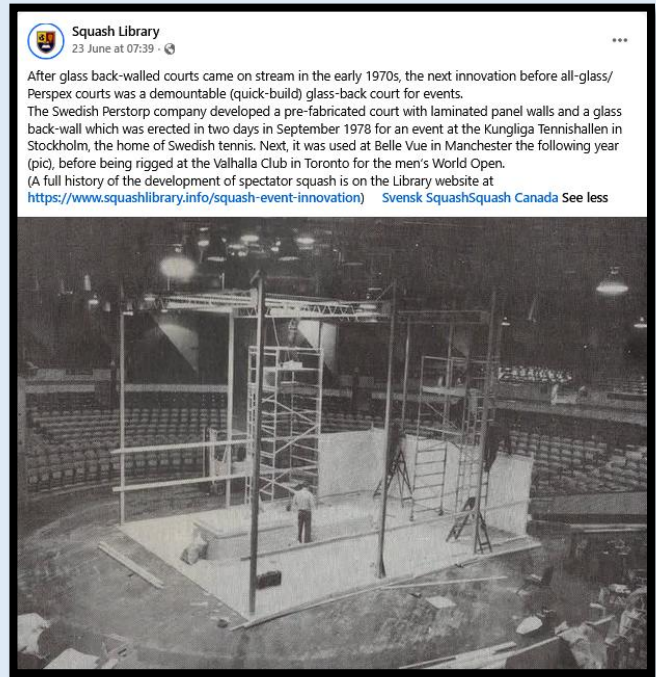 Squash Library
23 June at 07:39 ·
After glass back-walled courts came on stream in the early 1970s, the next innovation before all-glass/
Perspex courts was a demountable (quick-build) glass-back court for events.
The Swedish Perstorp company developed a pre-fabricated court with laminated panel walls and a glass
back-wall which was erected in two days in September 1978 for an event at the Kungliga Tennishallen in
Stockholm, the home of Swedish tennis. Next, it was used at Belle Vue in Manchester the following year
(pic), before being rigged at the Valhalla Club in Toronto for the men's World Open.
(A full history of the development of spectator squash is on the Library website at
https://www.squashlibrary.info/squash-event-innovation) Svensk SquashSquash Canada See less